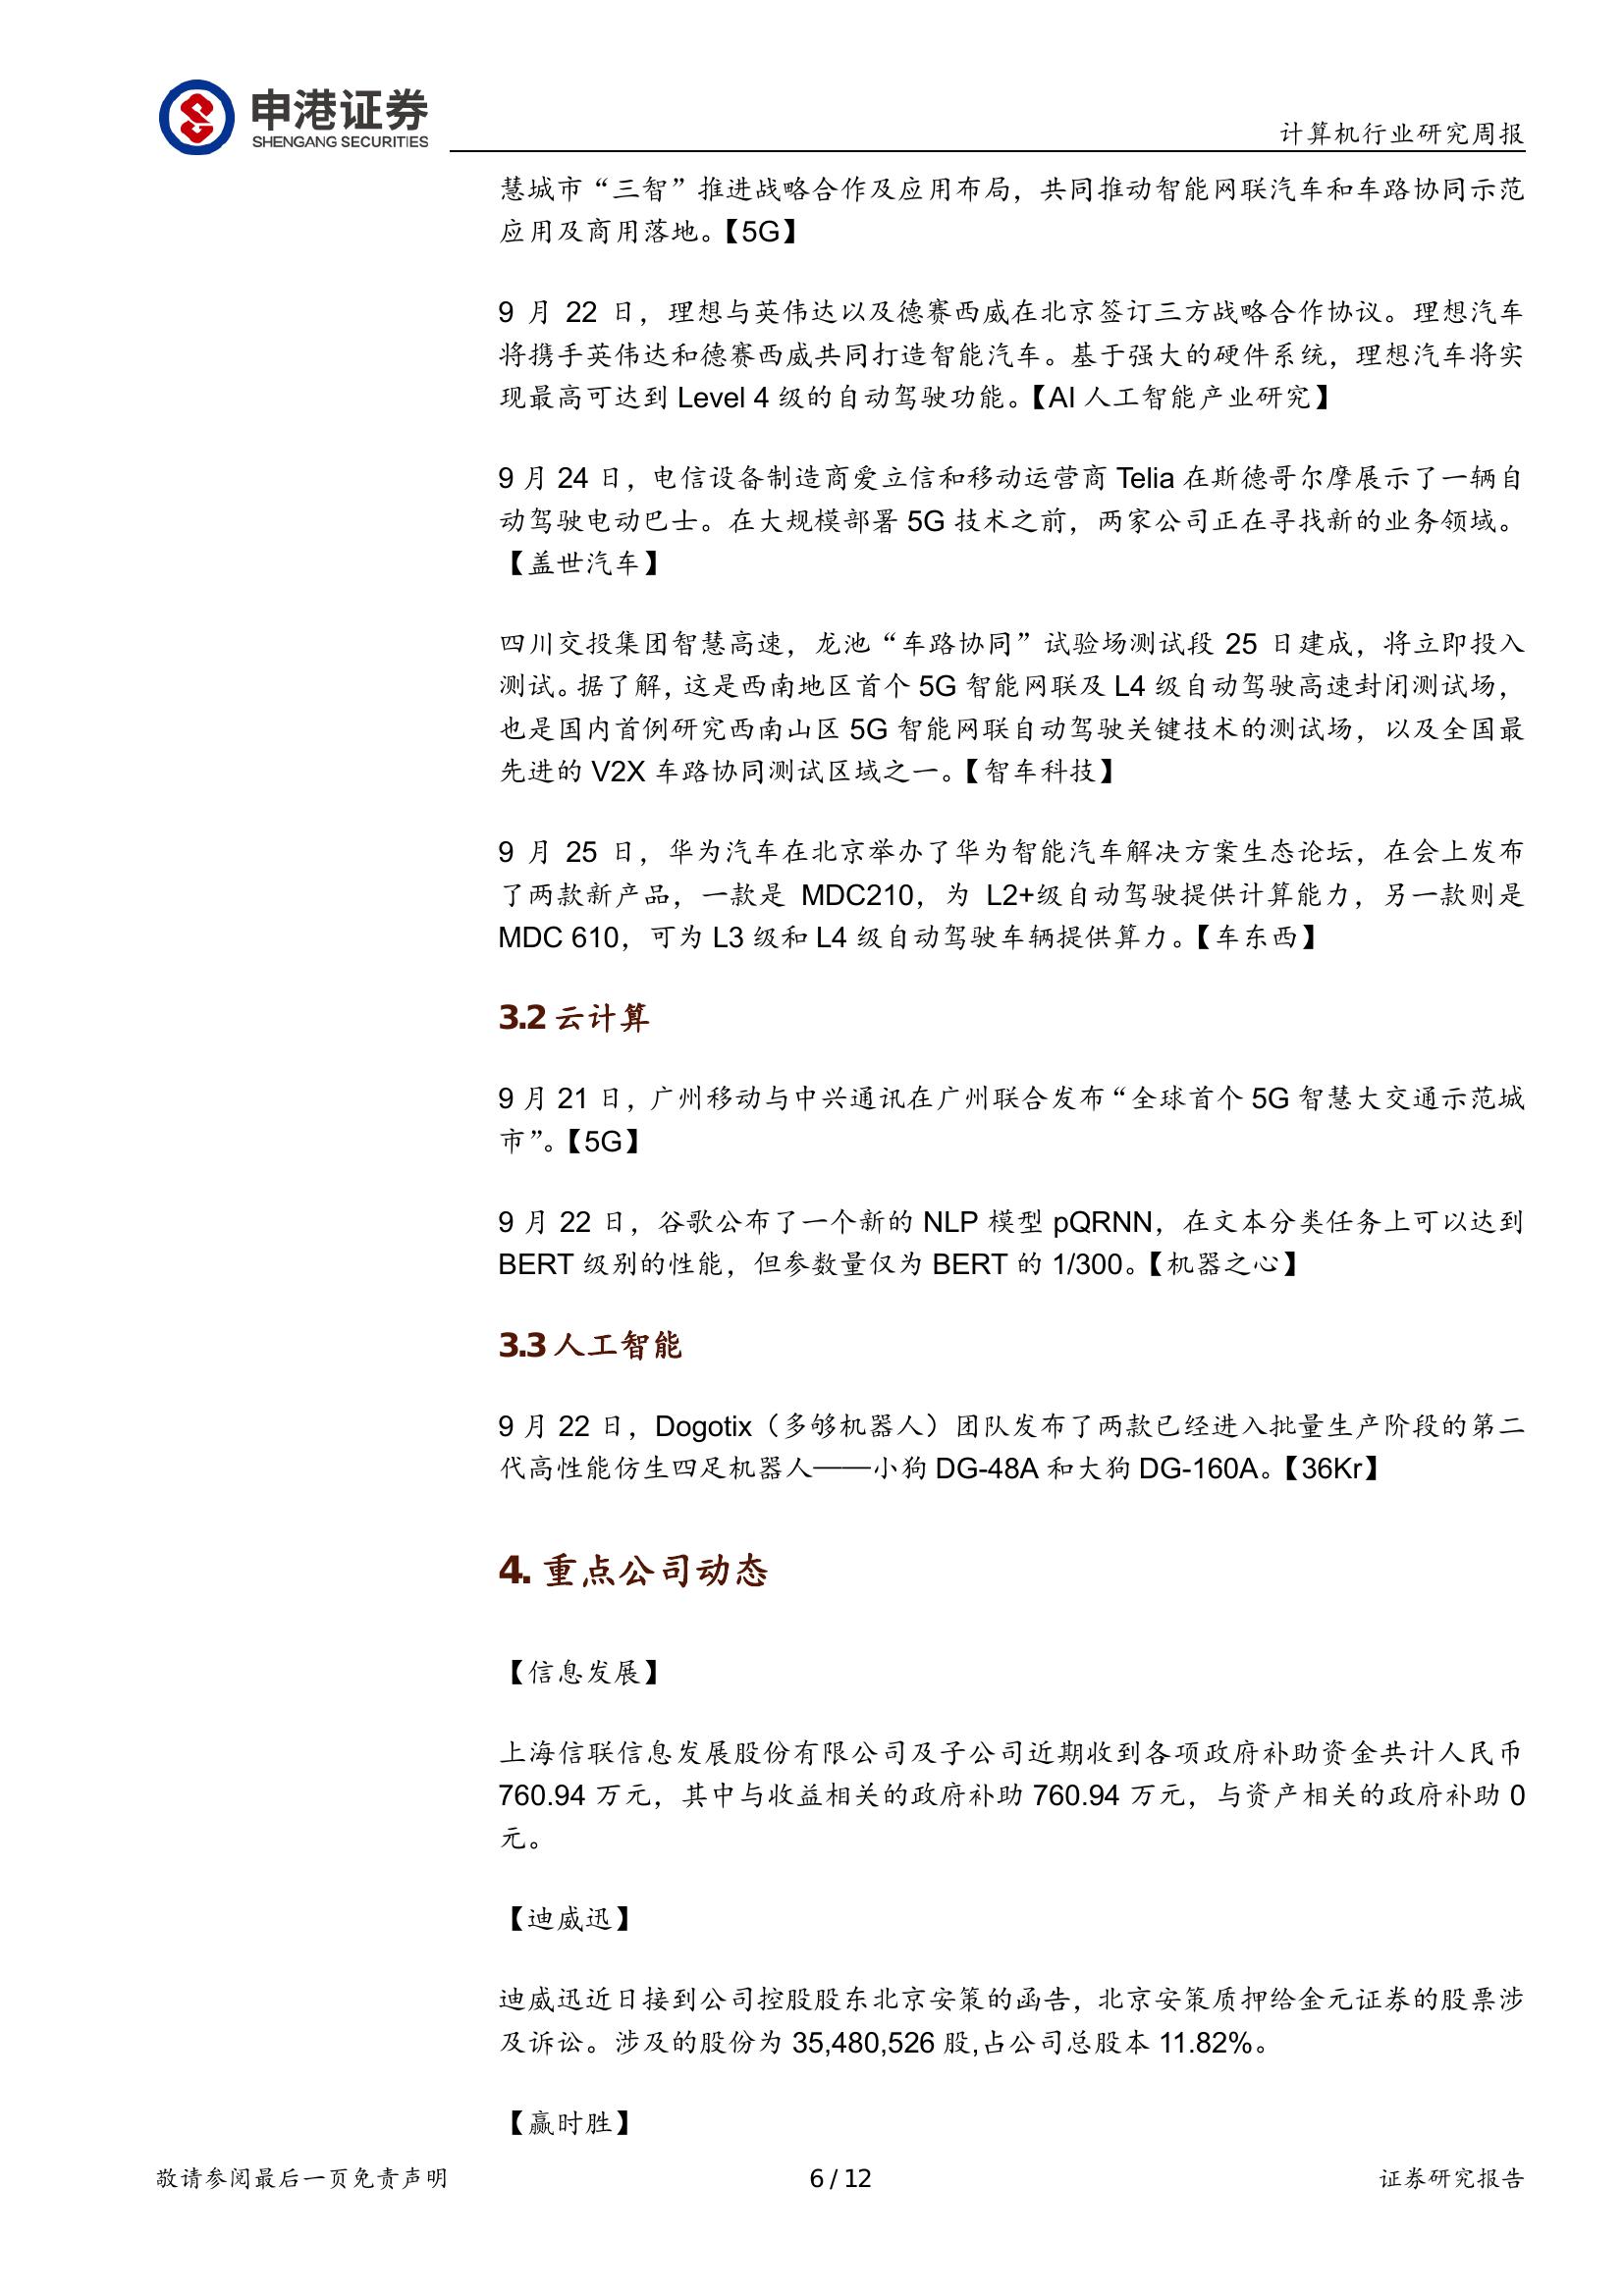 申港证券
SHENGANG SECURITIES
计算机行业研究周报
慧城市“三智”推进战略合作及应用布局，共同推动智能网联汽车和车路协同示范
应用及商用落地。【5G】
9 月 22 日，理想与英伟达以及德赛西威在北京签订三方战略合作协议。理想汽车
将携手英伟达和德赛西威共同打造智能汽车。基于强大的硬件系统，理想汽车将实
现最高可达到 Level 4 级的自动驾驶功能。【AI 人工智能产业研究】
9 月 24 日，电信设备制造商爱立信和移动运营商 Telia 在斯德哥尔摩展示了一辆自
动驾驶电动巴士。在大规模部署 5G 技术之前，两家公司正在寻找新的业务领域。
【盖世汽车】
四川交投集团智慧高速，龙池“车路协同”试验场测试段 25 日建成，将立即投入
测试。据了解，这是西南地区首个 5G 智能网联及 L4 级自动驾驶高速封闭测试场，
也是国内首例研究西南山区 5G 智能网联自动驾驶关键技术的测试场，以及全国最
先进的 V2X 车路协同测试区域之一。【智车科技】
9 月 25 日，华为汽车在北京举办了华为智能汽车解决方案生态论坛，在会上发布
了两款新产品，一款是 MDC210，为 L2+级自动驾驶提供计算能力，另一款则是
MDC 610，可为 L3 级和 L4 级自动驾驶车辆提供算力。【车东西】
3.2 云计算
9 月 21 日，广州移动与中兴通讯在广州联合发布“全球首个 5G 智慧大交通示范城
市”。【5G】
9 月 22 日，谷歌公布了一个新的 NLP 模型 pQRNN，在文本分类任务上可以达到
BERT 级别的性能，但参数量仅为 BERT 的 1/300。【机器之心】
3.3 人工智能
9 月 22 日，Dogotix（多够机器人）团队发布了两款已经进入批量生产阶段的第二
代高性能仿生四足机器人——小狗 DG-48A 和大狗 DG-160A。【36Kr】
4. 重点公司动态
【信息发展】
上海信联信息发展股份有限公司及子公司近期收到各项政府补助资金共计人民币
760.94 万元，其中与收益相关的政府补助 760.94 万元，与资产相关的政府补助 0
元。
【迪威迅】
迪威迅近日接到公司控股股东北京安策的函告，北京安策质押给金元证券的股票涉
及诉讼。涉及的股份为 35,480,526 股,占公司总股本 11.82%。
【赢时胜】
敬请参阅最后一页免责声明
6 / 12
证券研究报告